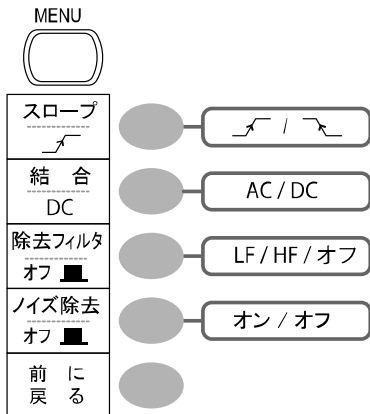 MENU
スロープ
/
結 合
DC
AC / DC
除去フィルタ
オフ
LF / HF / オフ
ノイズ除去
オフ
オン / オフ
前 に
戻 る